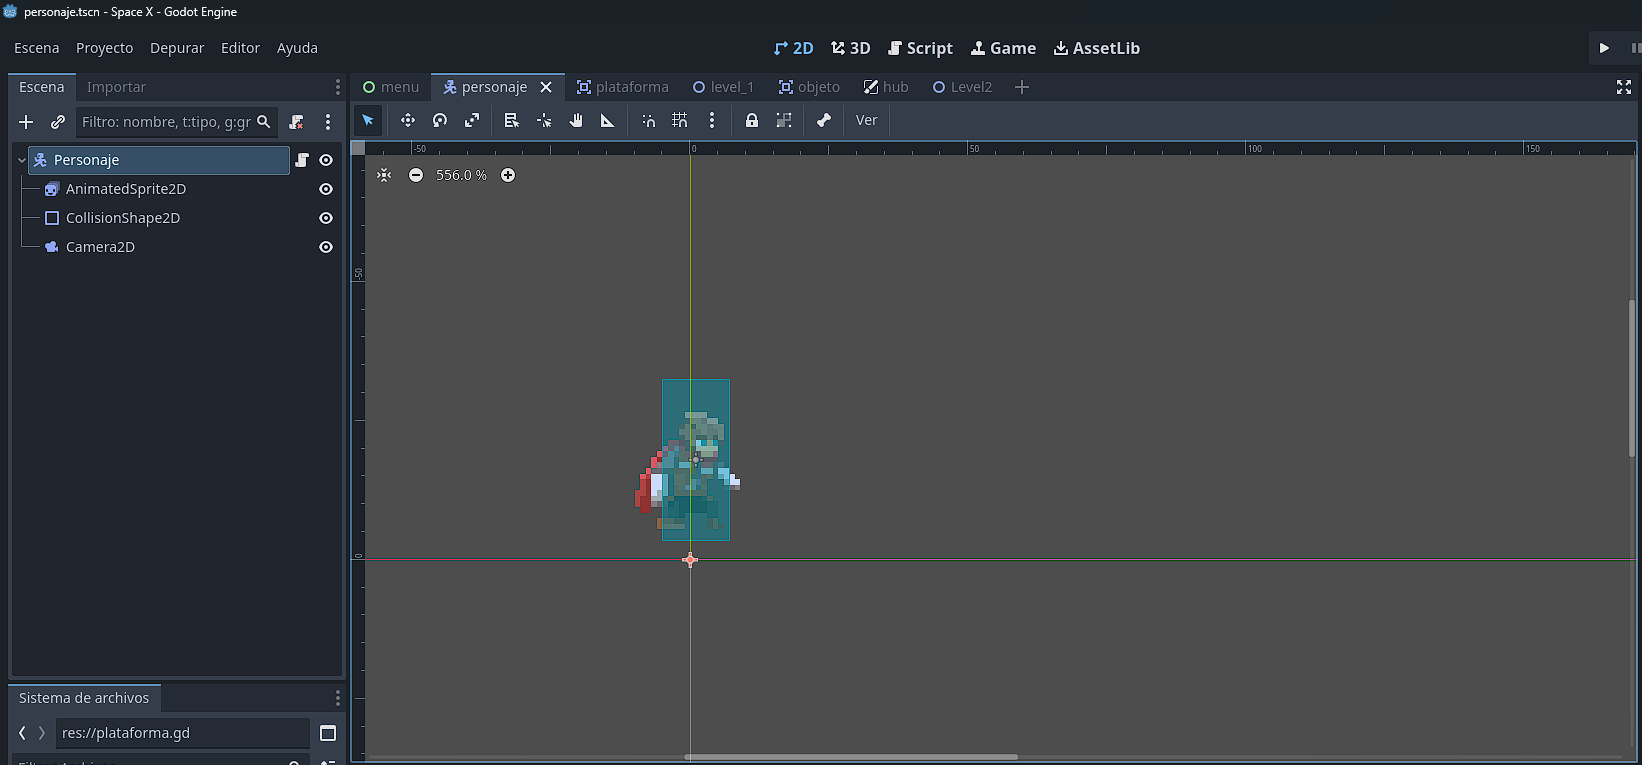 personaje.tscn - Space X - Godot Engine
Escena Proyecto Depurar Editor Ayuda
2D 3D Script Game AssetLib
Escena Importar
menu personaje plataforma level_1 objeto hub Level2
Filtro: nombre, t:tipo, g:gr
Ver
-50 0 50 100 150
Personaje
556.0 %
AnimatedSprite2D
CollisionShape2D
Camera2D
-50
0
Sistema de archivos
res://plataforma.gd